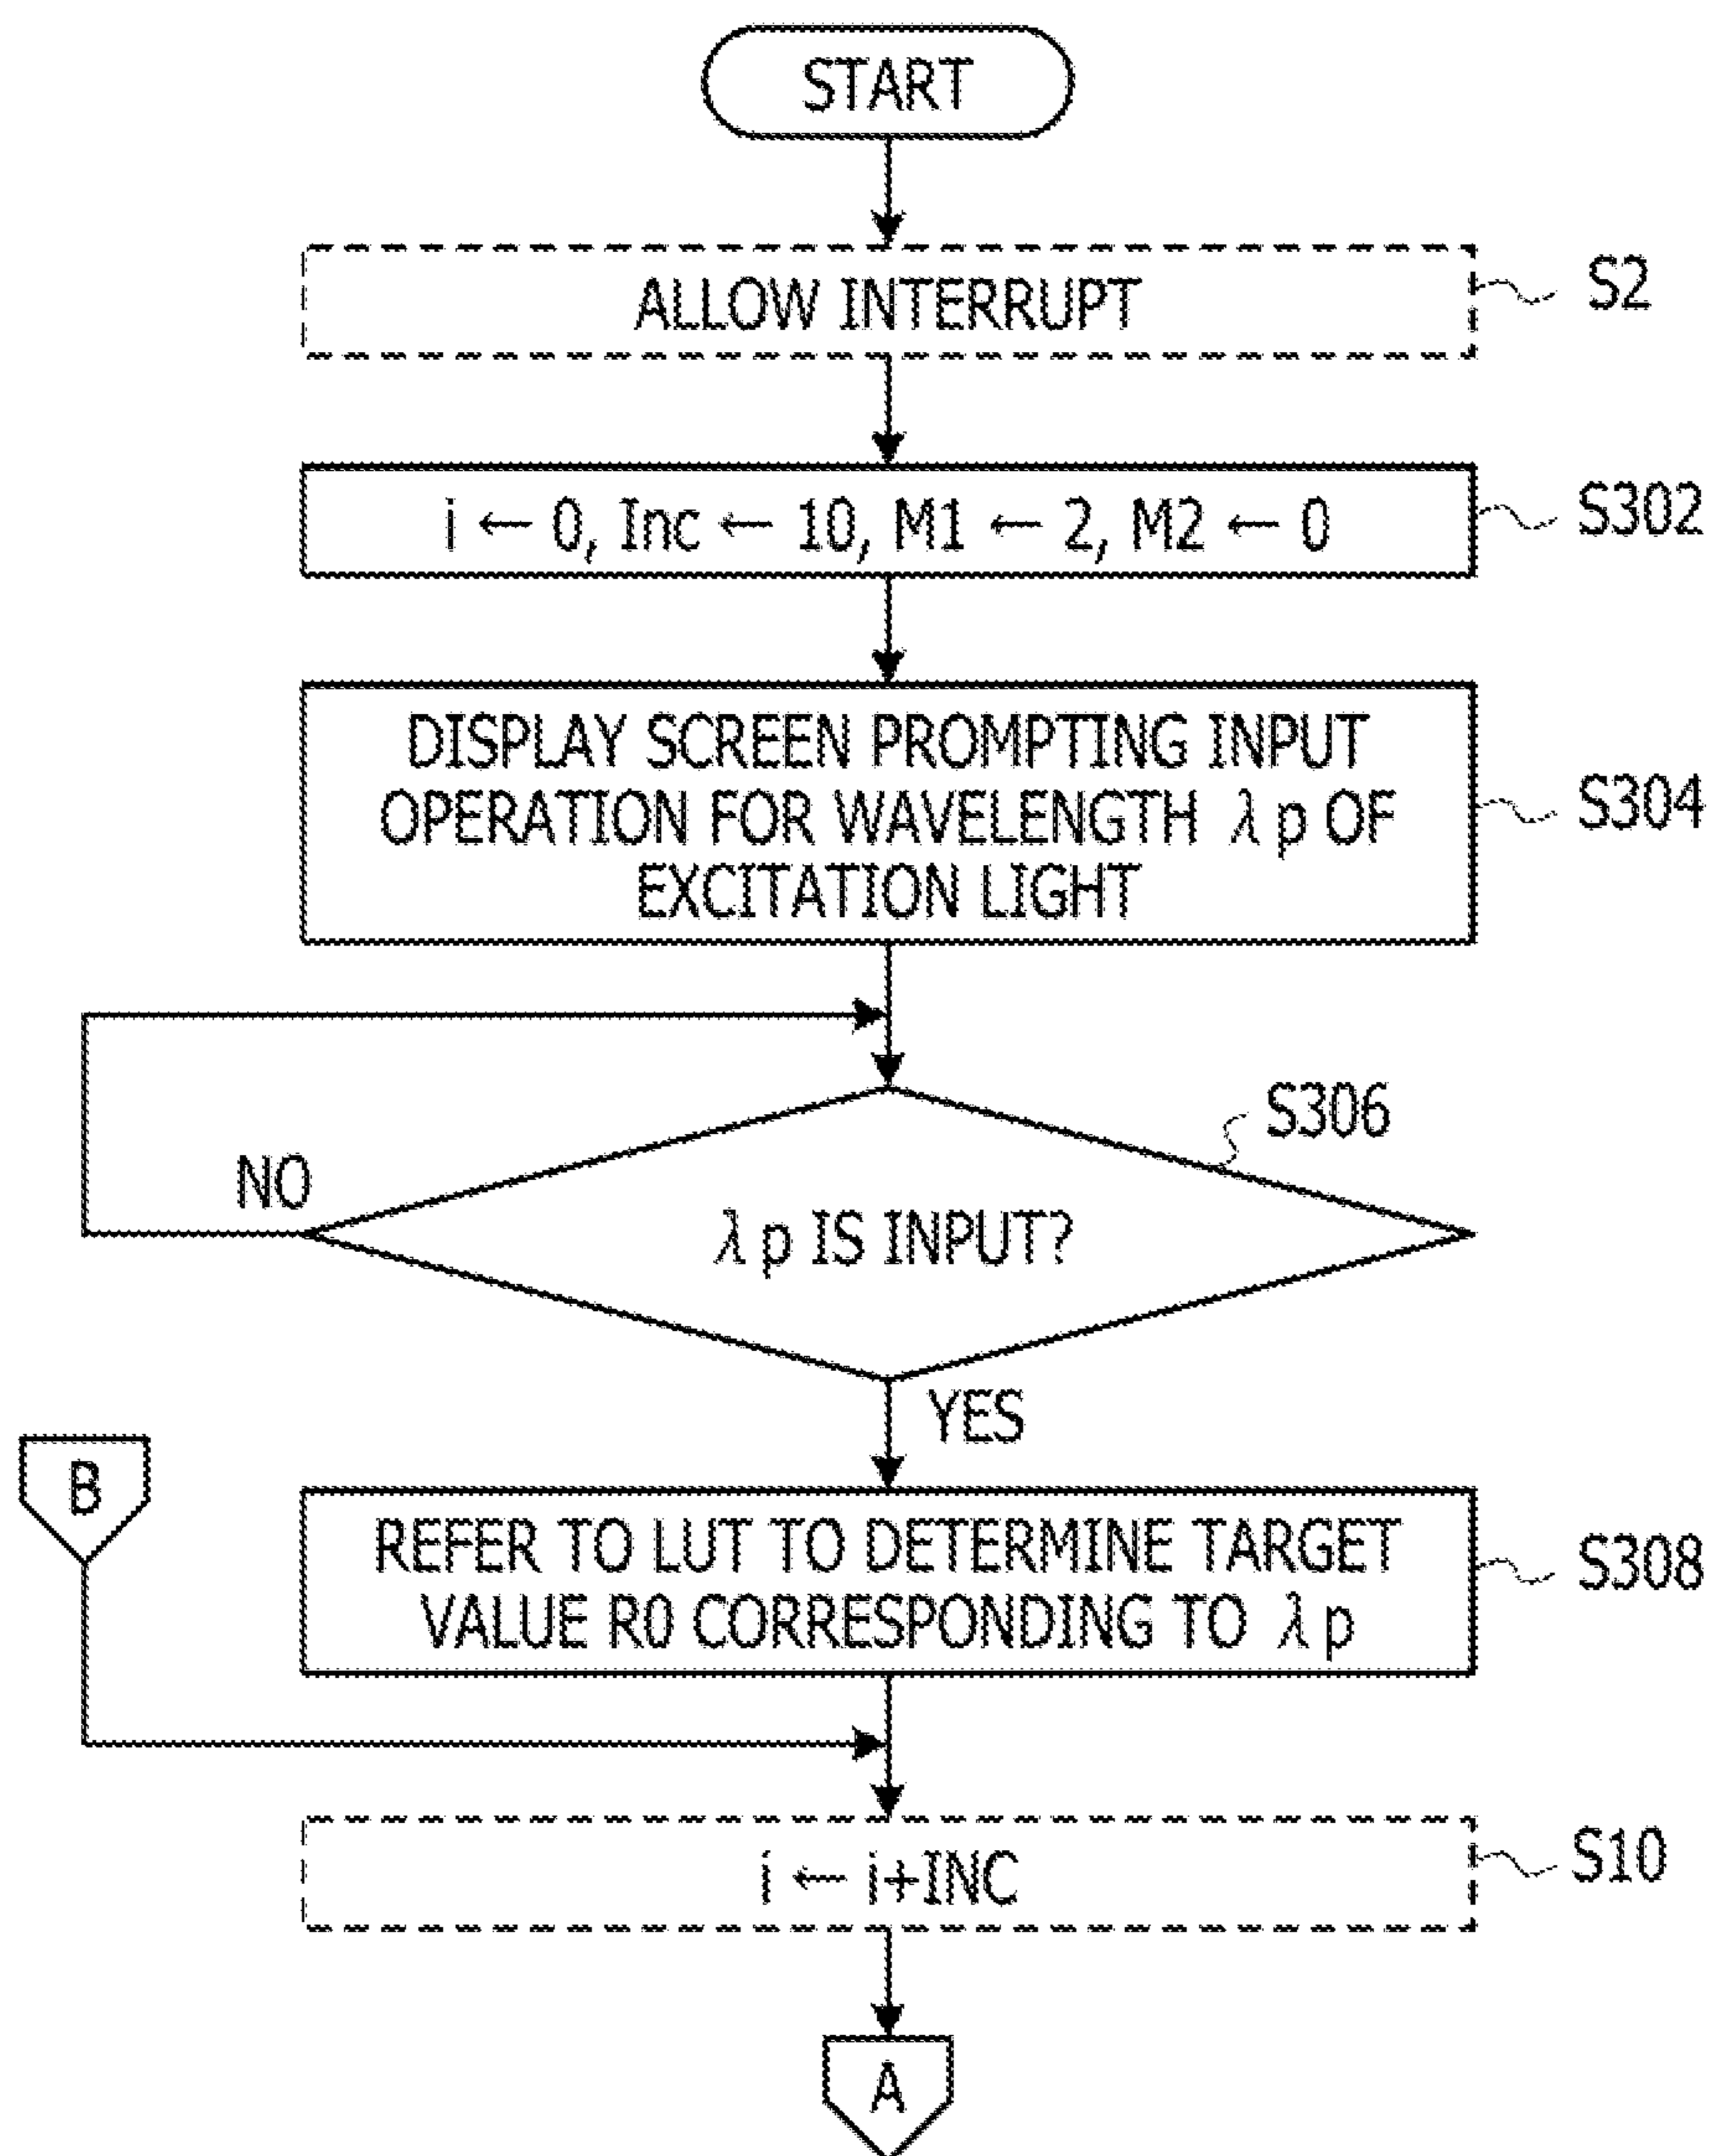 START
ALLOW INTERRUPT
S2
i ← 0, Inc ← 10, M1 ← 2, M2 ← 0
S302
DISPLAY SCREEN PROMPTING INPUT
OPERATION FOR WAVELENGTH λp OF
EXCITATION LIGHT
S304
S306
NO
λp IS INPUT?
YES
B
REFER TO LUT TO DETERMINE TARGET
VALUE R0 CORRESPONDING TO λp
S308
i ← i+INC
S10
A